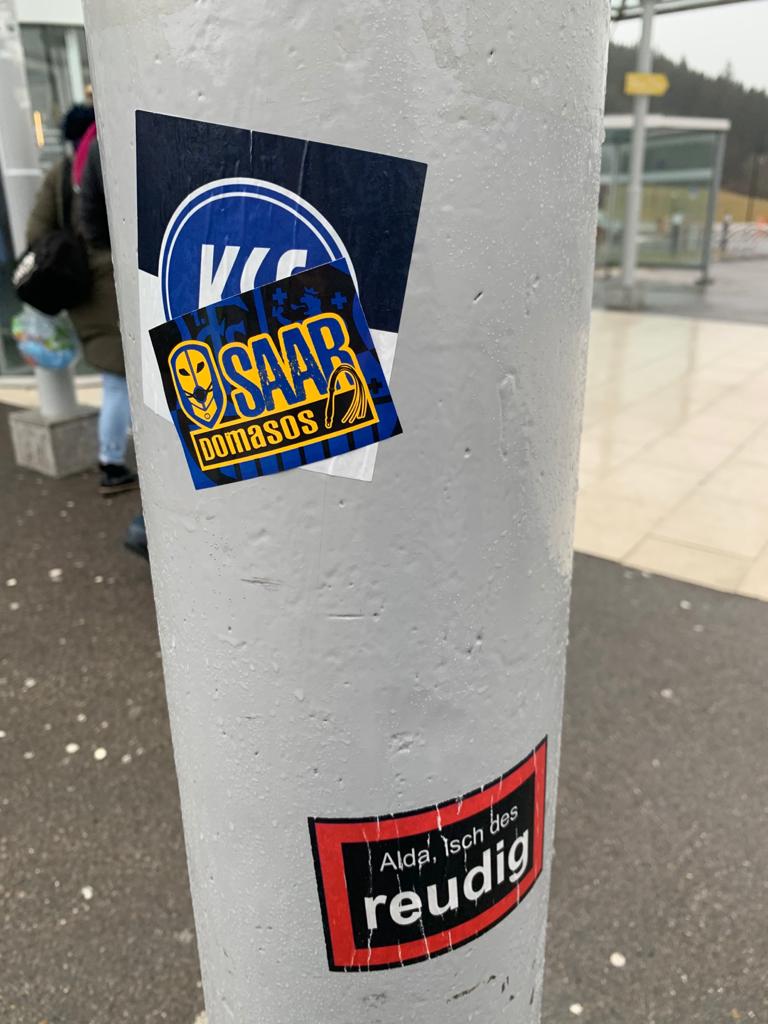 KSC
SAAR
DOMASOS
Alda, isch des
reudig